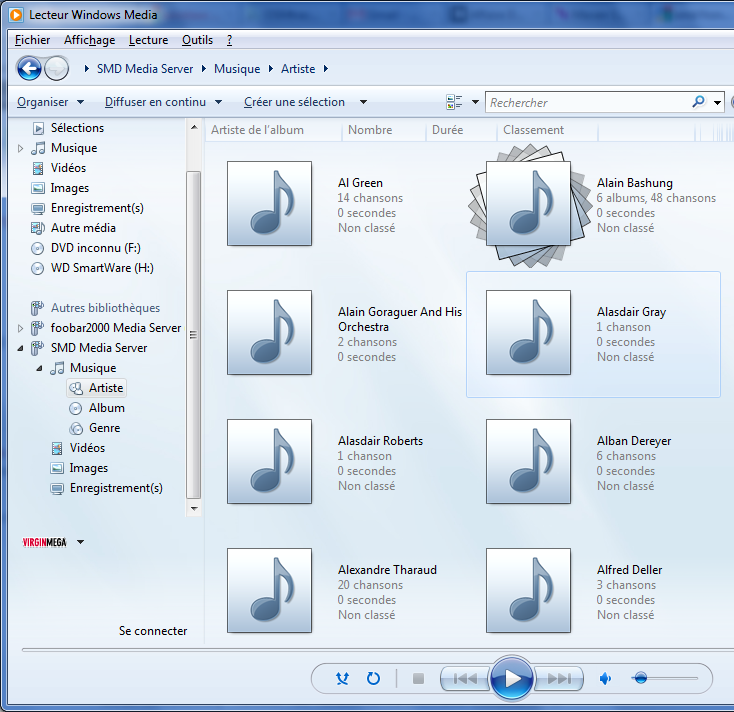 Lecteur Windows Media
Fichier Affichage Lecture Outils ?
SMD Media Server Musique Artiste
Organiser Diffuser en continu Créer une sélection Rechercher
Sélections
Musique
Vidéos
Images
Enregistrement(s)
Autre média
DVD inconnu (F:)
WD SmartWare (H:)
Autres bibliothèques
foobar2000 Media Server
SMD Media Server
Musique
Artiste
Album
Genre
Vidéos
Images
Enregistrement(s)
VIRGINMEGA
Se connecter
Artiste de l'album Nombre Durée Classement
Al Green
14 chansons
0 secondes
Non classé
Alain Bashung
6 albums, 48 chansons
0 secondes
Non classé
Alain Goraguer And His
Orchestra
2 chansons
0 secondes
Alasdair Gray
1 chanson
0 secondes
Non classé
Alasdair Roberts
1 chanson
0 secondes
Non classé
Alban Dereyer
6 chansons
0 secondes
Non classé
Alexandre Tharaud
20 chansons
0 secondes
Non classé
Alfred Deller
3 chansons
0 secondes
Non classé